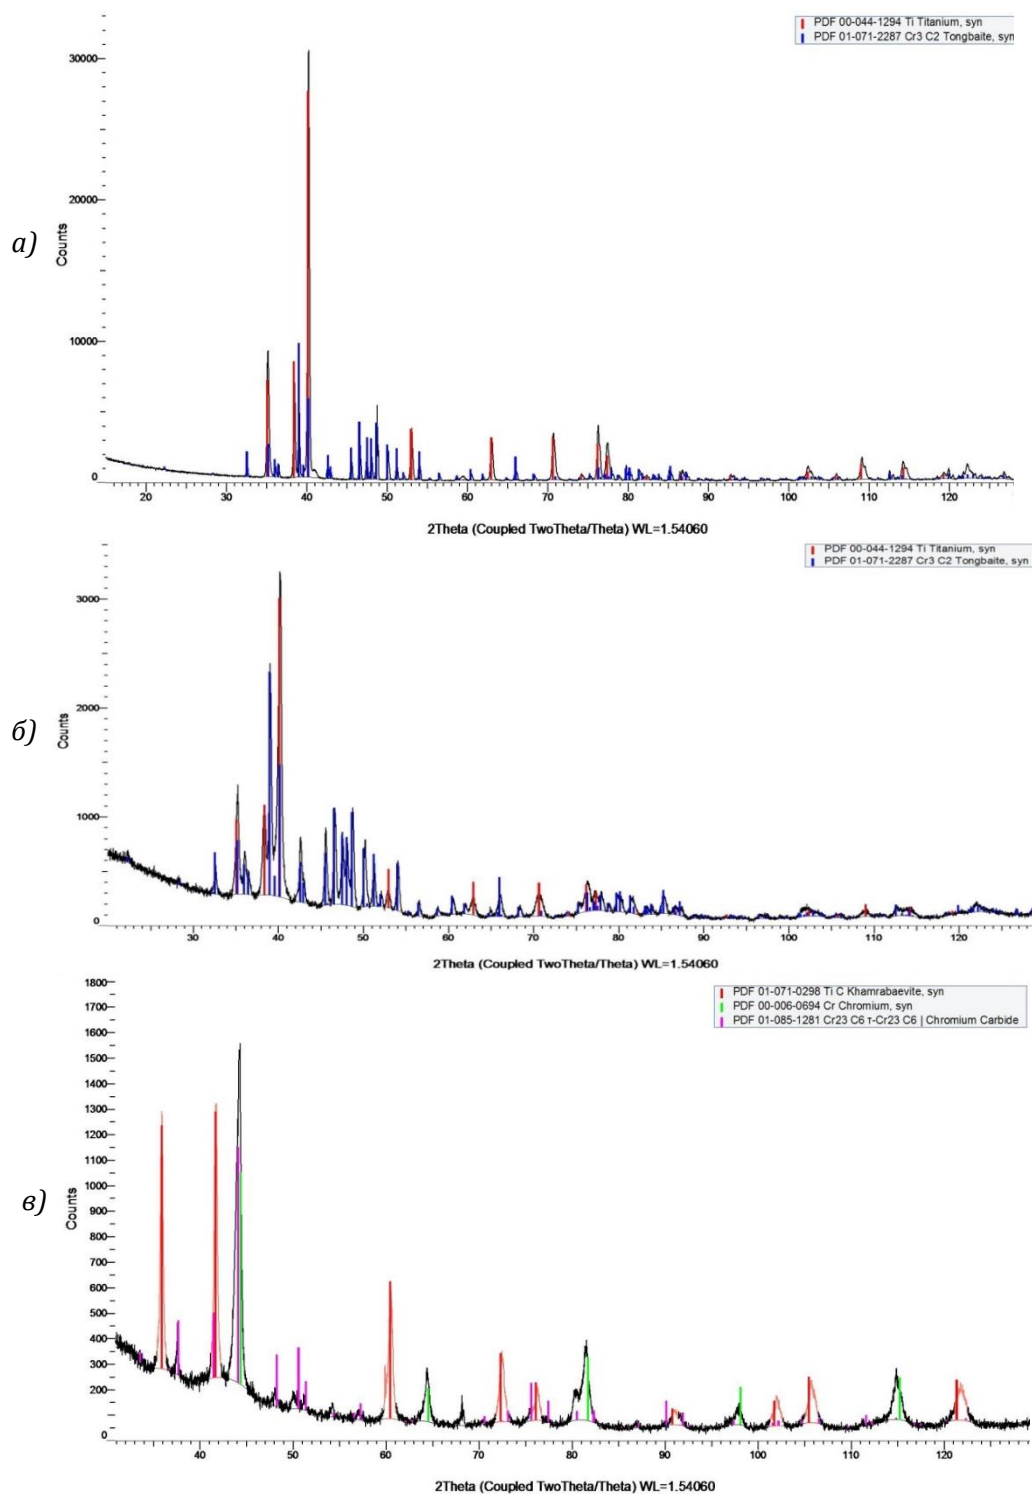 PDF 00-044-1294 Ti Titanium, syn
PDF 01-071-2287 Cr3 C2 Tongbaite, syn
30000
20000
10000
0
Counts
а)
20 30 40 50 60 70 80 90 100 110 120
2Theta (Coupled TwoTheta/Theta) WL=1.54060
PDF 00-044-1294 Ti Titanium, syn
PDF 01-071-2287 Cr3 C2 Tongbaite, syn
3000
2000
1000
0
Counts
б)
30 40 50 60 70 80 90 100 110 120
2Theta (Coupled TwoTheta/Theta) WL=1.54060
PDF 01-071-0298 Ti C Khamrabaevite, syn
PDF 00-006-0694 Cr Chromium, syn
PDF 01-085-1281 Cr23 C6 τ-Cr23 C6 | Chromium Carbide
1800
1700
1600
1500
1400
1300
1200
1100
1000
900
800
700
600
500
400
300
200
0
Counts
в)
40 50 60 70 80 90 100 110 120
2Theta (Coupled TwoTheta/Theta) WL=1.54060